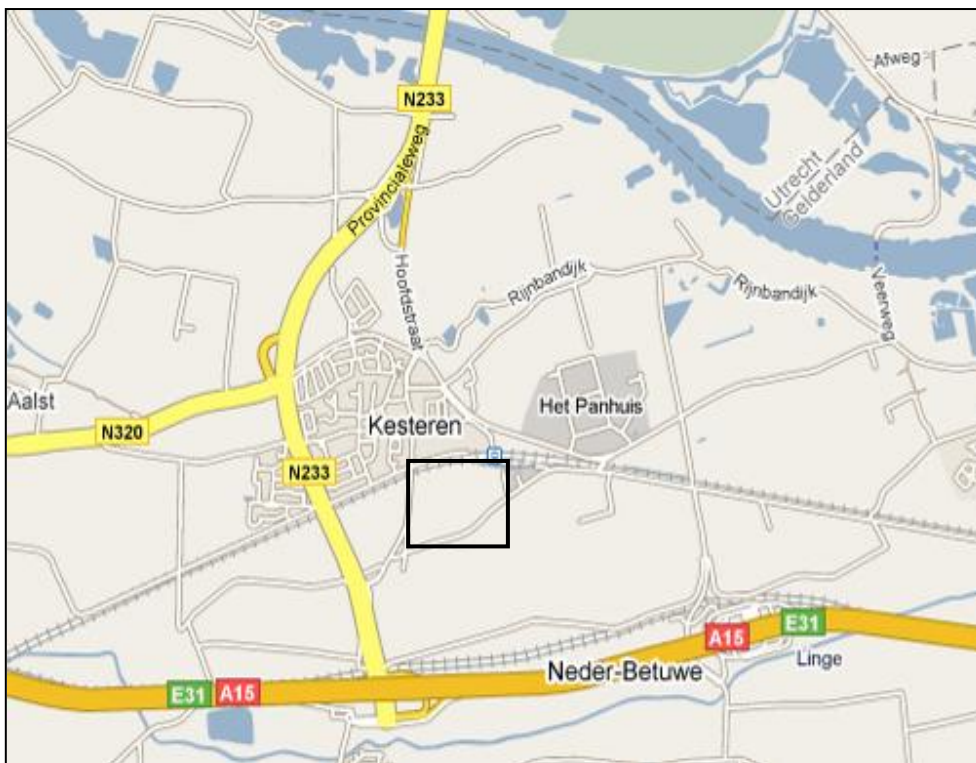 Afweg
N233
Provincialeweg
Utrecht
Gelderland
Hoofdstraat
Rijnbandijk
Rijnbandijk
Veerweg
Aalst
Het Panhuis
Kesteren
N320
N233
E31
A15
Linge
Neder-Betuwe
E31
A15